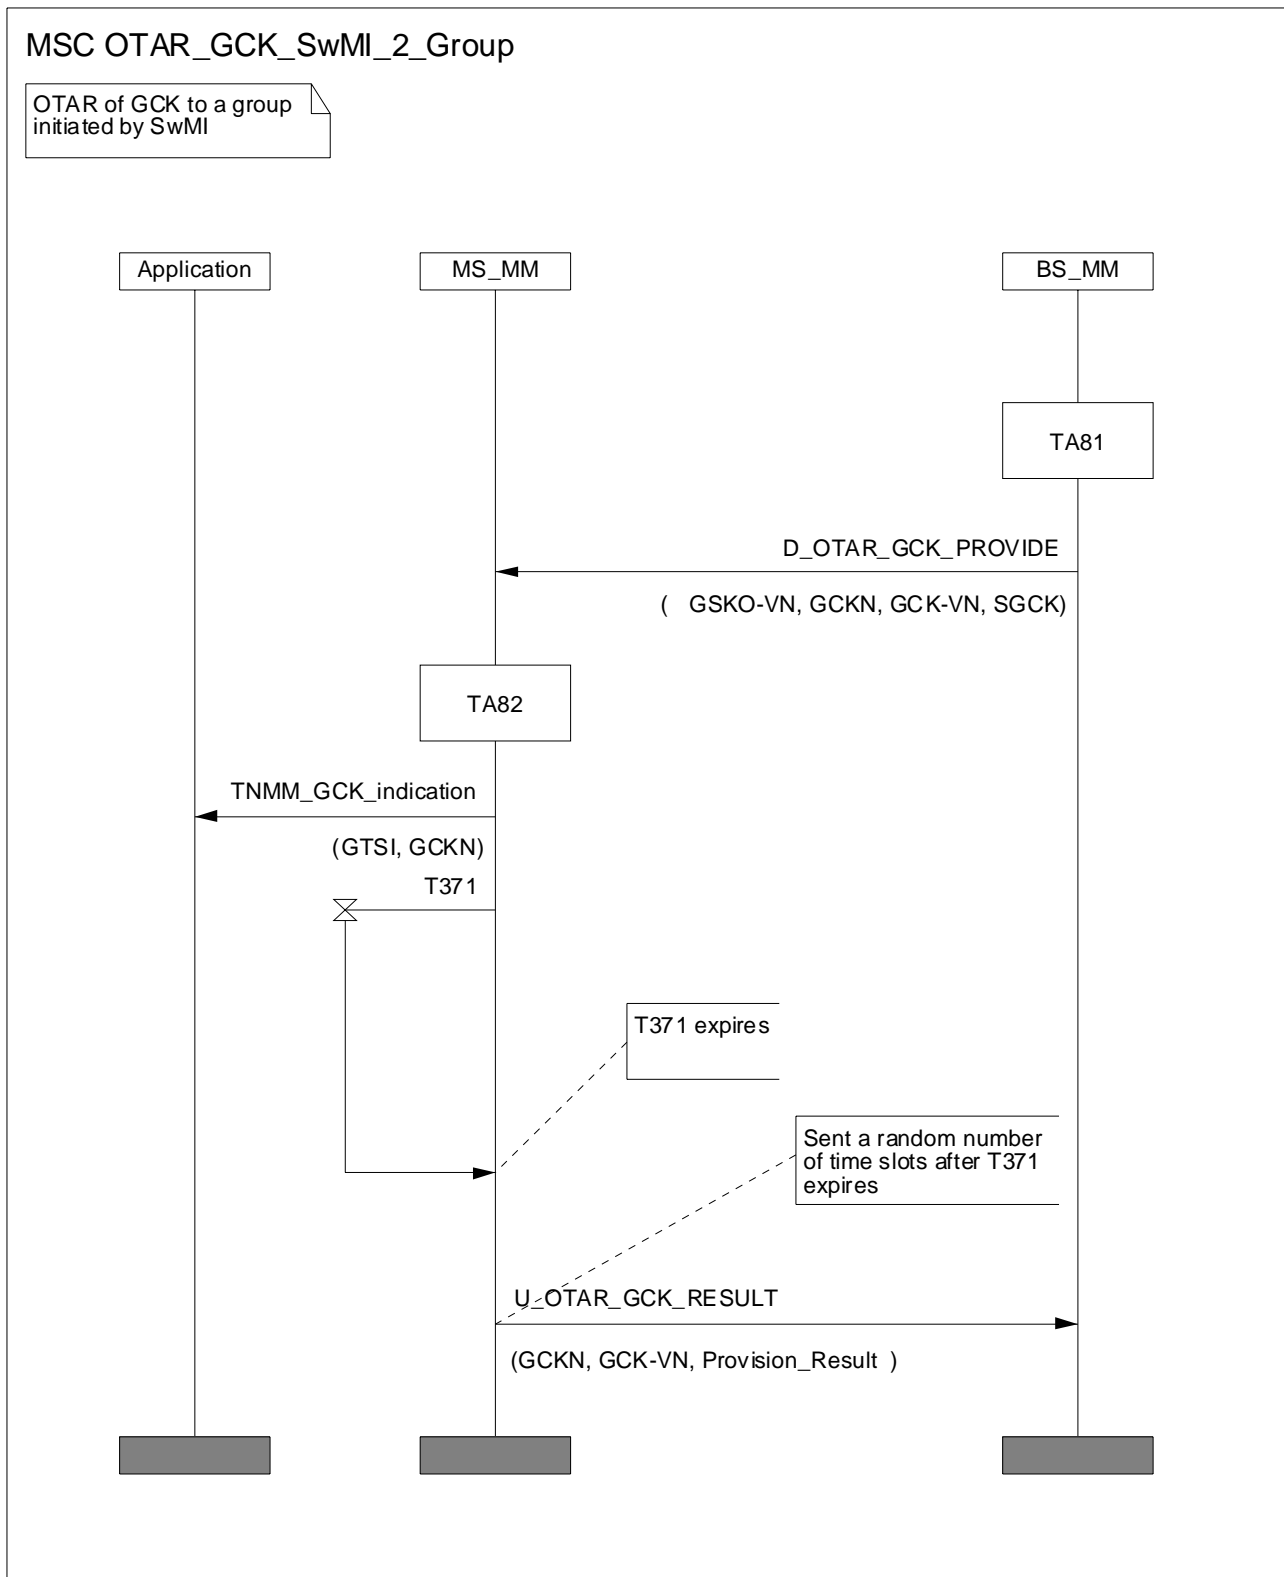 MSC OTAR_GCK_SwMI_2_Group
OTAR of GCK to a group
initiated by SwMI
Application
MS_MM
BS_MM
TA81
D_OTAR_GCK_PROVIDE
( GSKO-VN, GCKN, GCK-VN, SGCK)
TA82
TNMM_GCK_indication
(GTSI, GCKN)
T371
T371 expires
Sent a random number
of time slots after T371
expires
U_OTAR_GCK_RESULT
(GCKN, GCK-VN, Provision_Result )